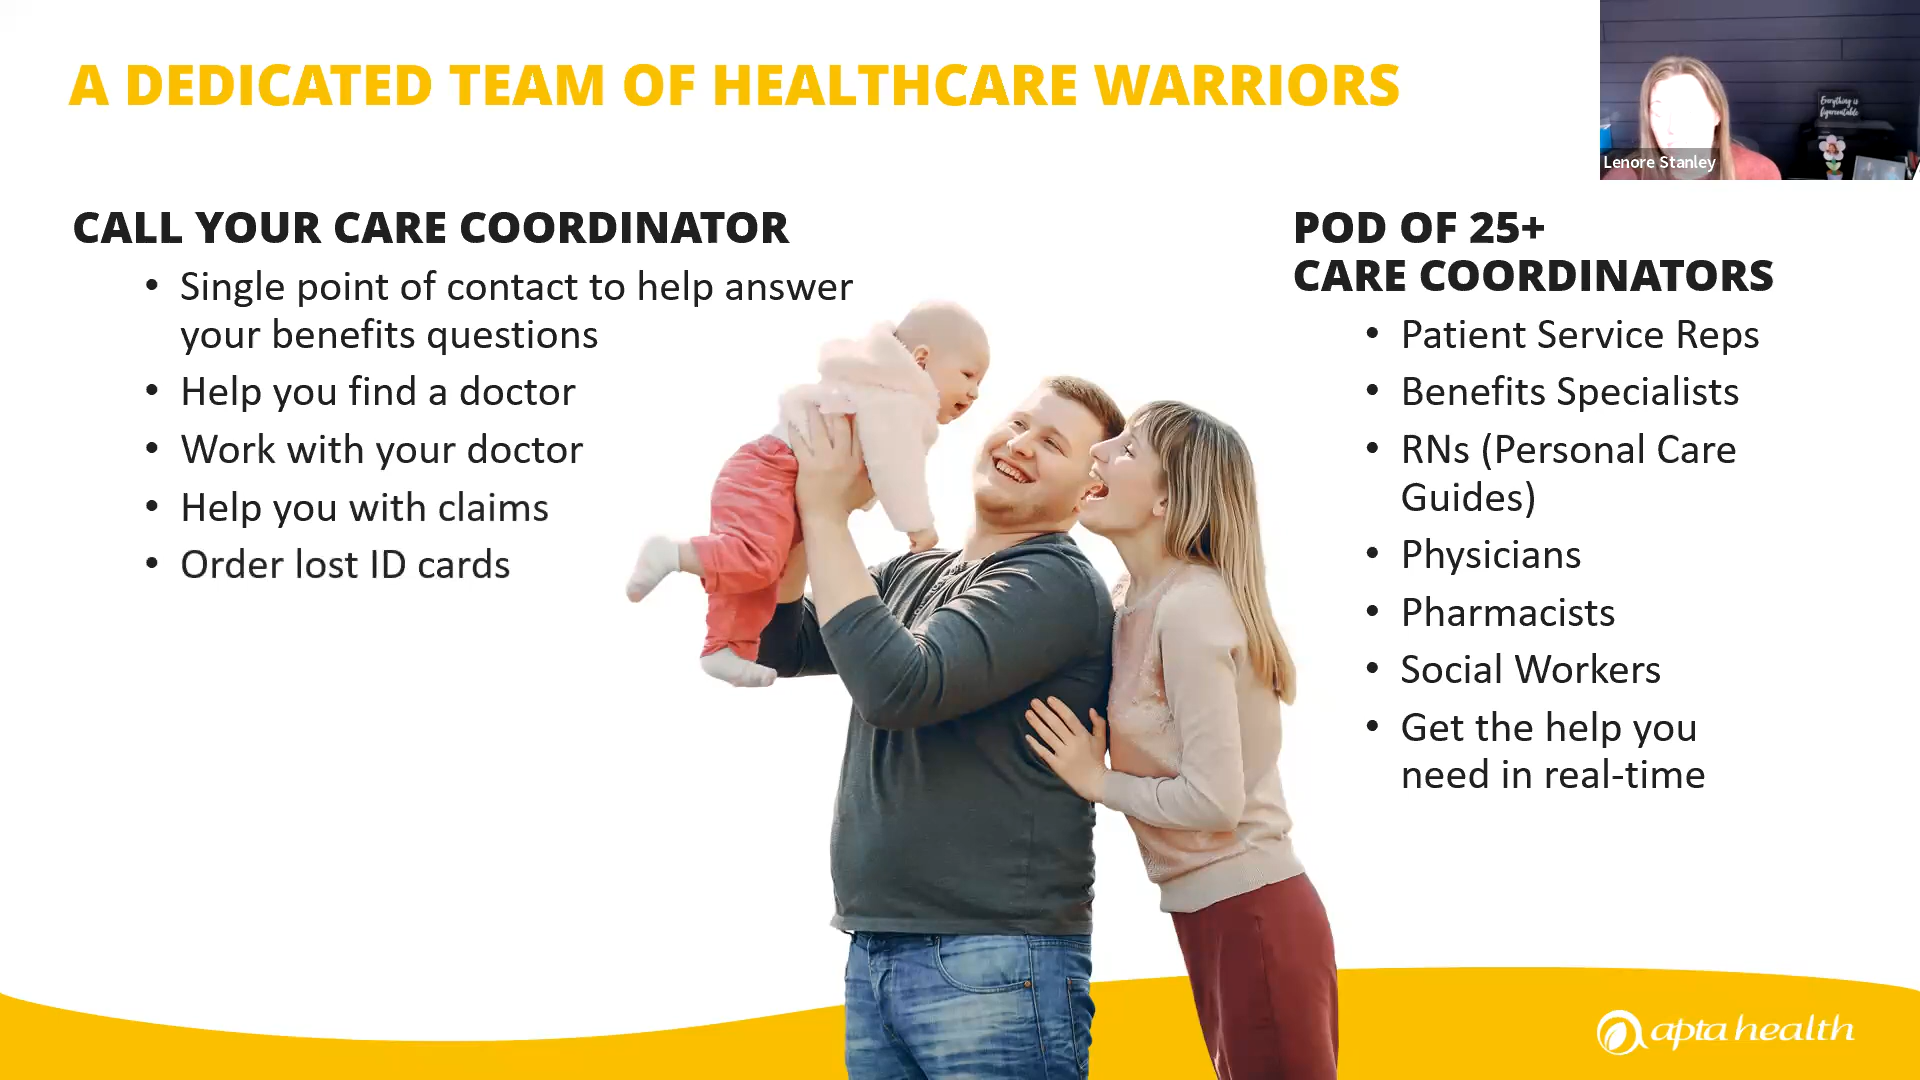 A DEDICATED TEAM OF HEALTHCARE WARRIORS
Everything is
figureoutable
Lenore Stanley
CALL YOUR CARE COORDINATOR
• Single point of contact to help answer
your benefits questions
• Help you find a doctor
• Work with your doctor
• Help you with claims
• Order lost ID cards
POD OF 25+
CARE COORDINATORS
• Patient Service Reps
• Benefits Specialists
• RNs (Personal Care
Guides)
• Physicians
• Pharmacists
• Social Workers
• Get the help you
need in real-time
apta health